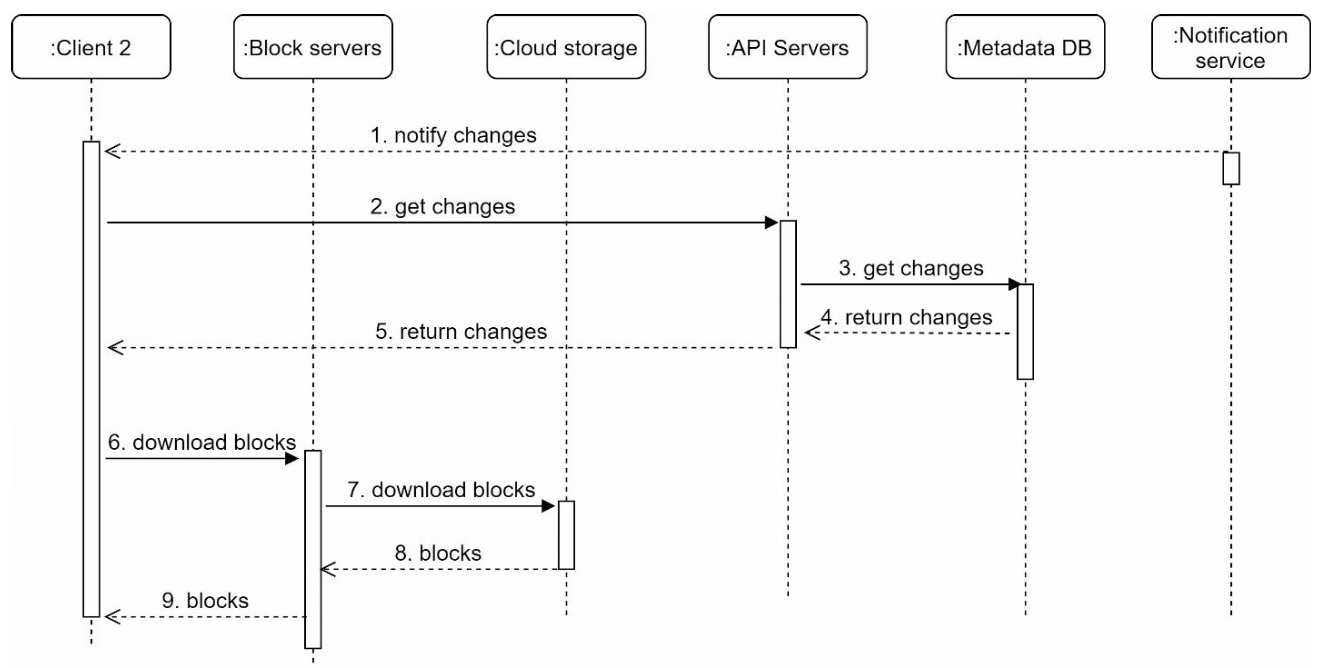 :Client 2
:Block servers
:Cloud storage
:API Servers
:Metadata DB
:Notification
service
1. notify changes
2. get changes
3. get changes
4. return changes
5. return changes
6. download blocks
7. download blocks
8. blocks
9. blocks